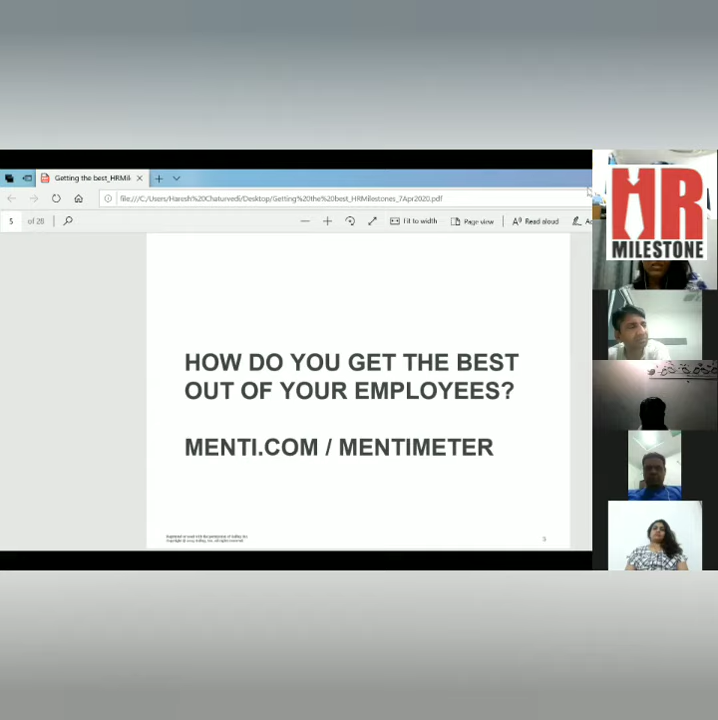 Getting the best_HRMil
file:///C:/Users/Haresh%20Chaturvedi/Desktop/Getting%20the%20best_HRMilestones_7Apr2020.pdf
5 of 20
Fit to width
Page view
Read aloud
HR
MILESTONE
HOW DO YOU GET THE BEST
OUT OF YOUR EMPLOYEES?
MENTI.COM / MENTIMETER